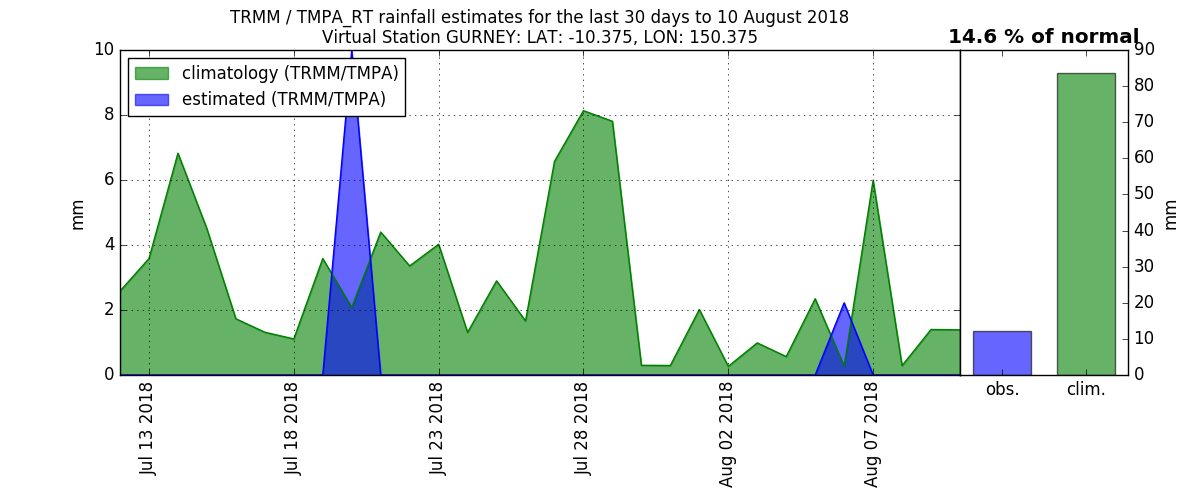 TRMM / TMPA_RT rainfall estimates for the last 30 days to 10 August 2018
Virtual Station GURNEY: LAT: -10.375, LON: 150.375
14.6 % of normal
climatology (TRMM/TMPA)
estimated (TRMM/TMPA)
mm
10
8
6
4
2
0
Jul 13 2018
Jul 18 2018
Jul 23 2018
Jul 28 2018
Aug 02 2018
Aug 07 2018
obs.
clim.
90
80
70
60
50
40
30
20
10
0
mm